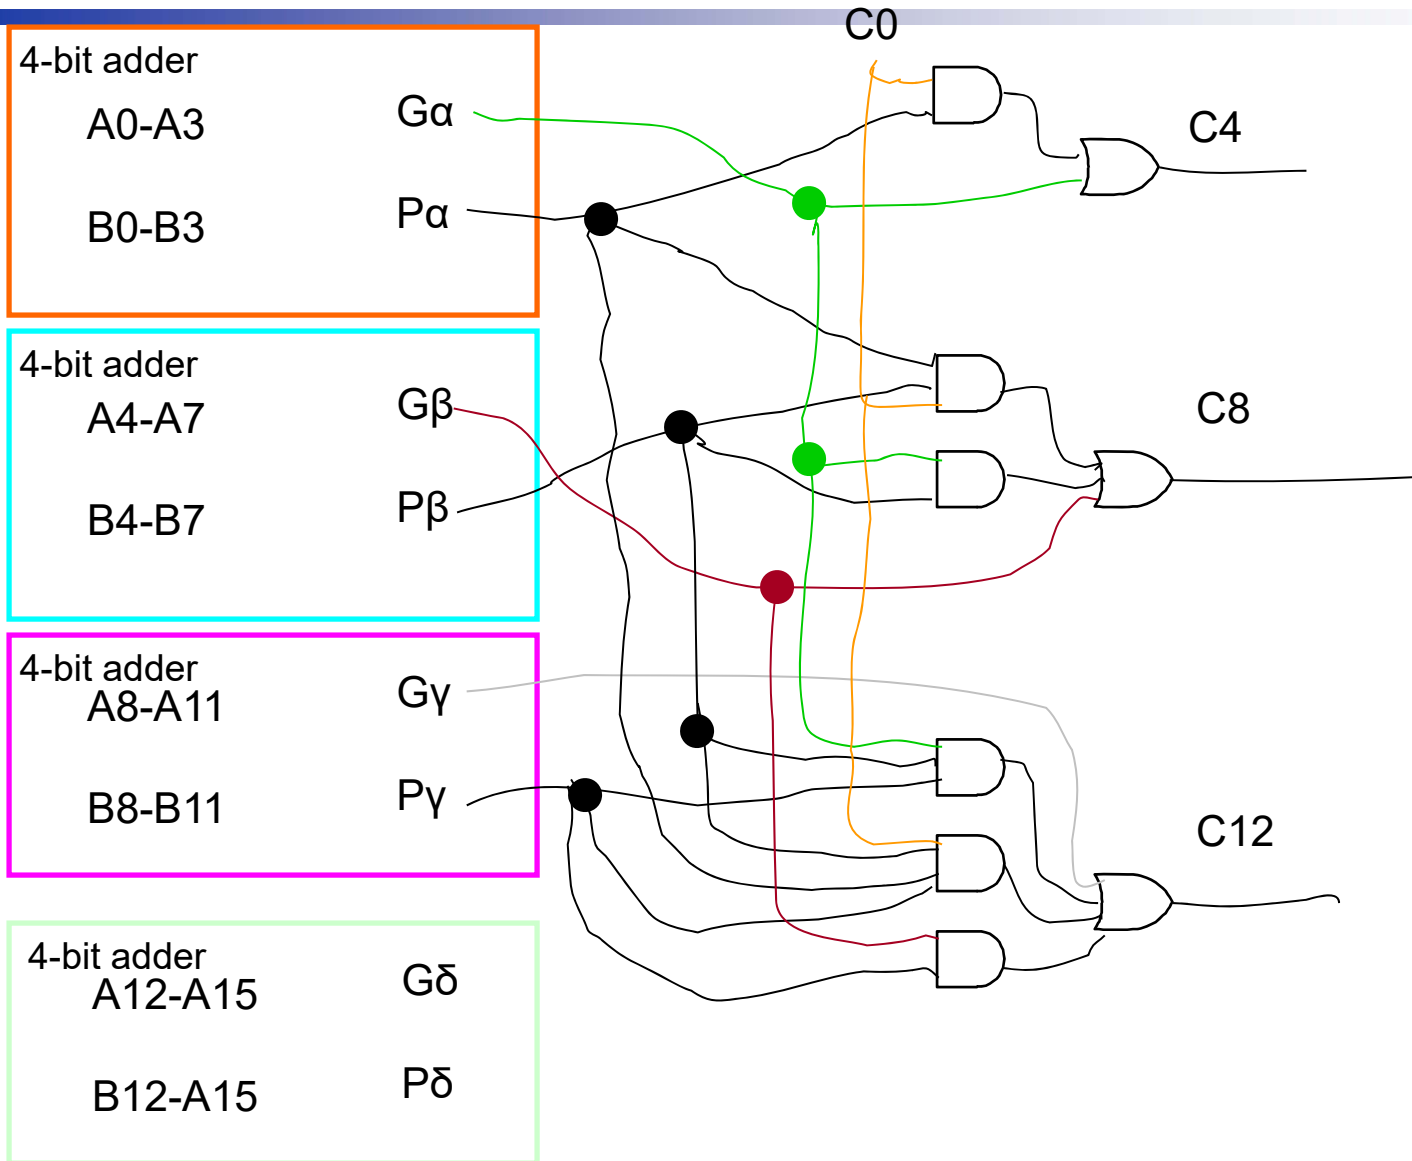 C0
4-bit adder
A0-A3
Gα
B0-B3
Pα
C4
4-bit adder
A4-A7
Gβ
B4-B7
Pβ
C8
4-bit adder
A8-A11
Gγ
B8-B11
Pγ
C12
4-bit adder
A12-A15
Gδ
B12-A15
Pδ